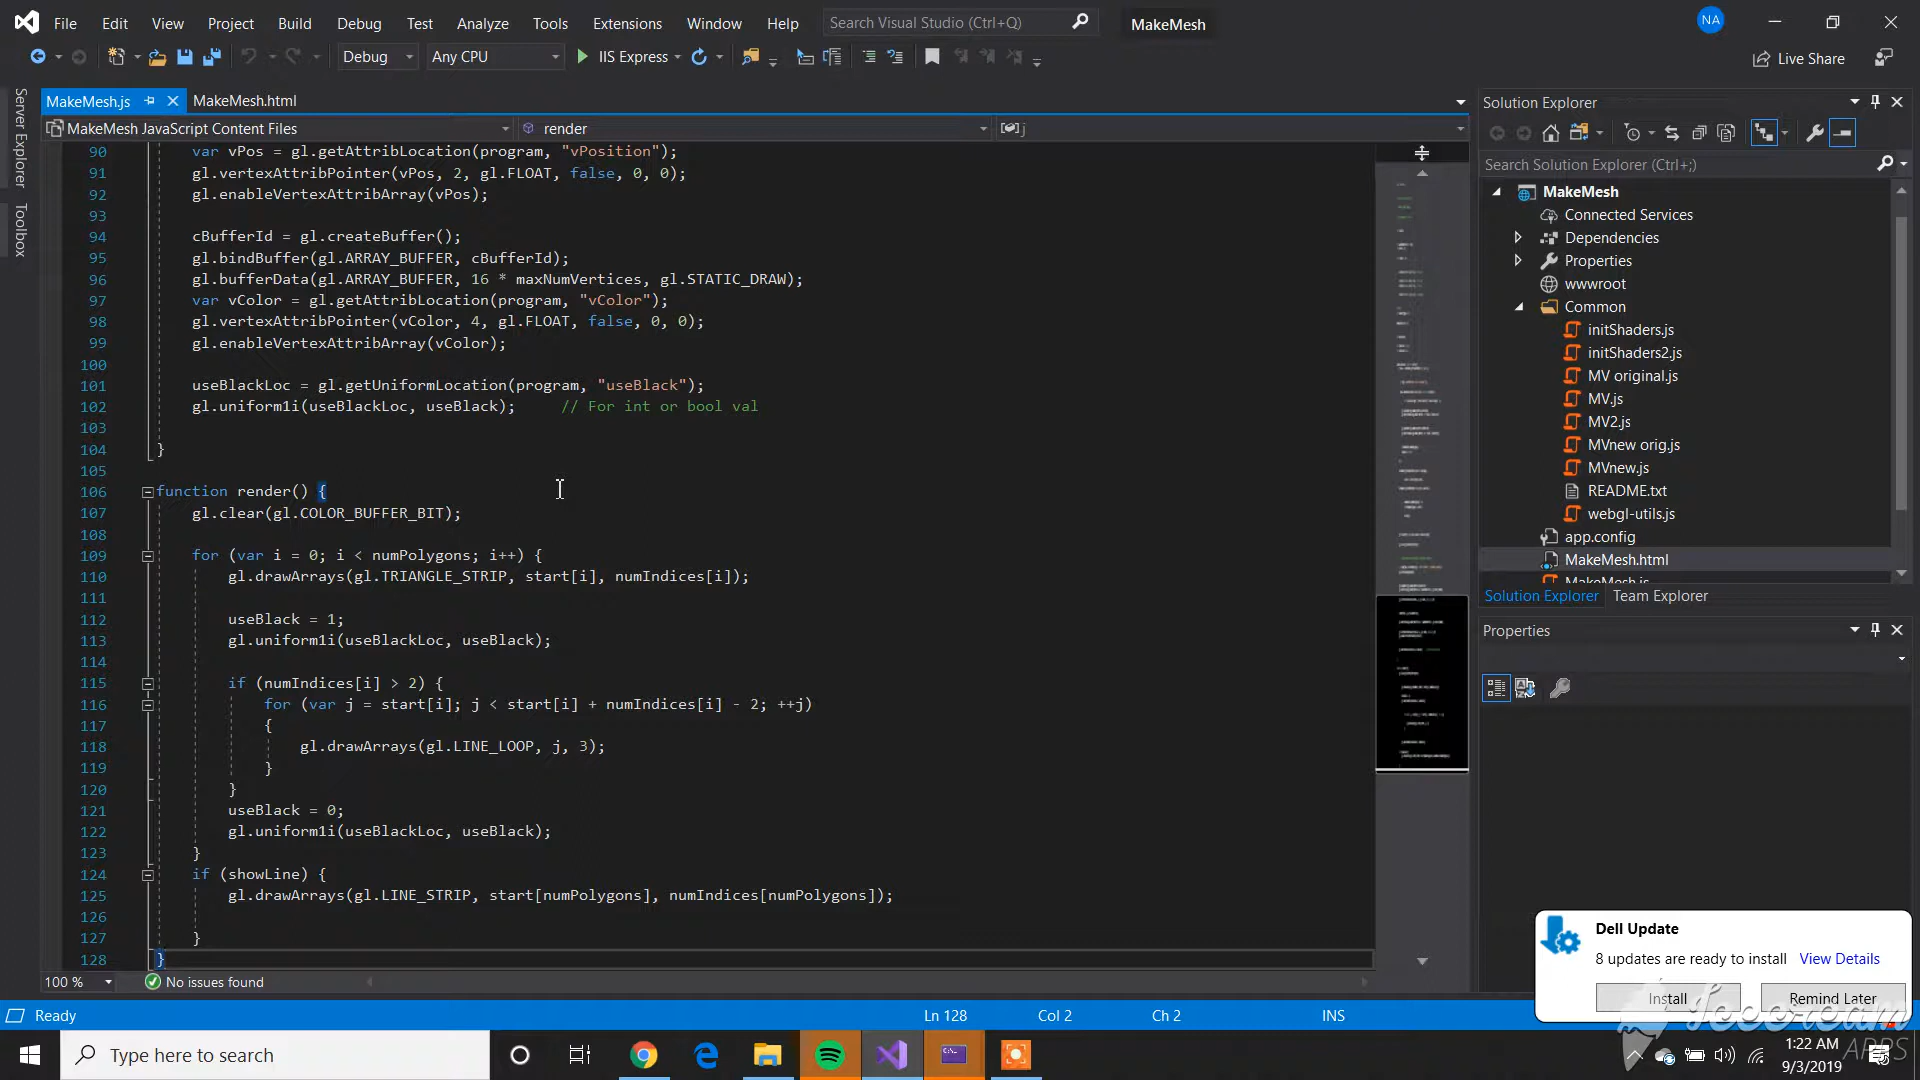 File Edit View Project Build Debug Test Analyze Tools Extensions Window Help Search Visual Studio (Ctrl+Q) MakeMesh NA
Debug Any CPU IIS Express Live Share
Server Explorer
Toolbox
MakeMesh.js MakeMesh.html
MakeMesh JavaScript Content Files render j
90 var vPos = gl.getAttribLocation(program, "vPosition");
91 gl.vertexAttribPointer(vPos, 2, gl.FLOAT, false, 0, 0);
92 gl.enableVertexAttribArray(vPos);
93
94 cBufferId = gl.createBuffer();
95 gl.bindBuffer(gl.ARRAY_BUFFER, cBufferId);
96 gl.bufferData(gl.ARRAY_BUFFER, 16 * maxNumVertices, gl.STATIC_DRAW);
97 var vColor = gl.getAttribLocation(program, "vColor");
98 gl.vertexAttribPointer(vColor, 4, gl.FLOAT, false, 0, 0);
99 gl.enableVertexAttribArray(vColor);
100
101 useBlackLoc = gl.getUniformLocation(program, "useBlack");
102 gl.uniform1i(useBlackLoc, useBlack); // For int or bool val
103
104 }
105
106 function render() {
107 gl.clear(gl.COLOR_BUFFER_BIT);
108
109 for (var i = 0; i < numPolygons; i++) {
110 gl.drawArrays(gl.TRIANGLE_STRIP, start[i], numIndices[i]);
111
112 useBlack = 1;
113 gl.uniform1i(useBlackLoc, useBlack);
114
115 if (numIndices[i] > 2) {
116 for (var j = start[i]; j < start[i] + numIndices[i] - 2; ++j)
117 {
118 gl.drawArrays(gl.LINE_LOOP, j, 3);
119 }
120 }
121 useBlack = 0;
122 gl.uniform1i(useBlackLoc, useBlack);
123 }
124 if (showLine) {
125 gl.drawArrays(gl.LINE_STRIP, start[numPolygons], numIndices[numPolygons]);
126
127 }
128 }
100 % No issues found
Solution Explorer
Search Solution Explorer (Ctrl+;)
MakeMesh
Connected Services
Dependencies
Properties
wwwroot
Common
initShaders.js
initShaders2.js
MV original.js
MV.js
MV2.js
MVnew orig.js
MVnew.js
README.txt
webgl-utils.js
app.config
MakeMesh.html
MakeMesh.js
Solution Explorer Team Explorer
Properties
Dell Update
8 updates are ready to install View Details
Install Remind Later
Ready Ln 128 Col 2 Ch 2 INS
Type here to search
1:22 AM
9/3/2019
Icecream
APPS